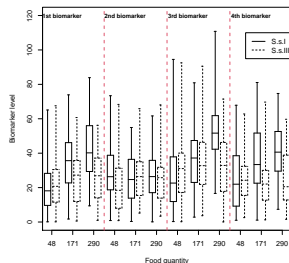 1st biomarker 2nd biomarker 3rd biomarker 4th biomarker
S.s.I
S.s.III
120
100
80
60
40
20
0
Biomarker level
48 171 290 48 171 290 48 171 290 48 171 290
Food quantity